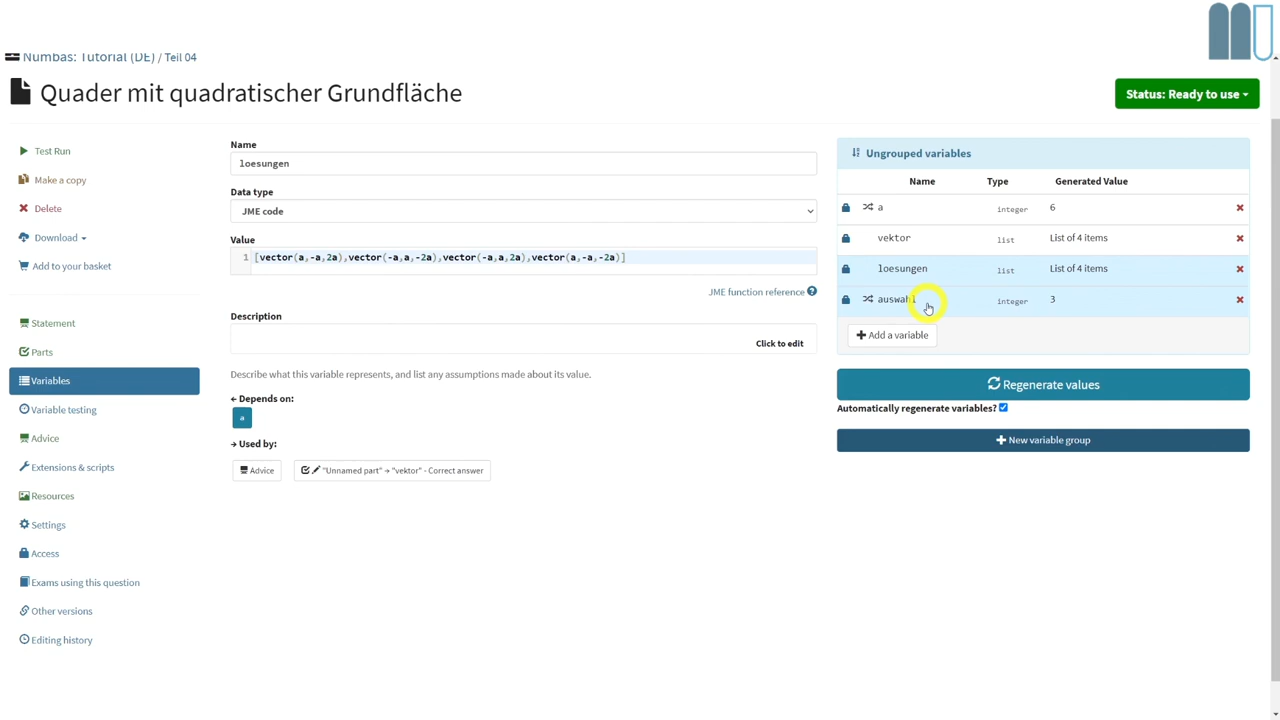 Numbas: Tutorial (DE) / Teil 04
Quader mit quadratischer Grundfläche
Status: Ready to use
Test Run
Make a copy
Delete
Download
Add to your basket
Statement
Parts
Variables
Variable testing
Advice
Extensions & scripts
Resources
Settings
Access
Exams using this question
Other versions
Editing history
Name
loesungen
Data type
JME code
Value
1 [vector(a,-a,2a),vector(-a,a,-2a),vector(-a,a,2a),vector(a,-a,-2a)]
JME function reference
Description
Click to edit
Describe what this variable represents, and list any assumptions made about its value.
← Depends on:
a
→ Used by:
Advice
"Unnamed part" → "vektor" - Correct answer
Ungrouped variables
Name Type Generated Value
a integer 6
vektor list List of 4 items
loesungen list List of 4 items
auswahl integer 3
Add a variable
Regenerate values
Automatically regenerate variables?
New variable group